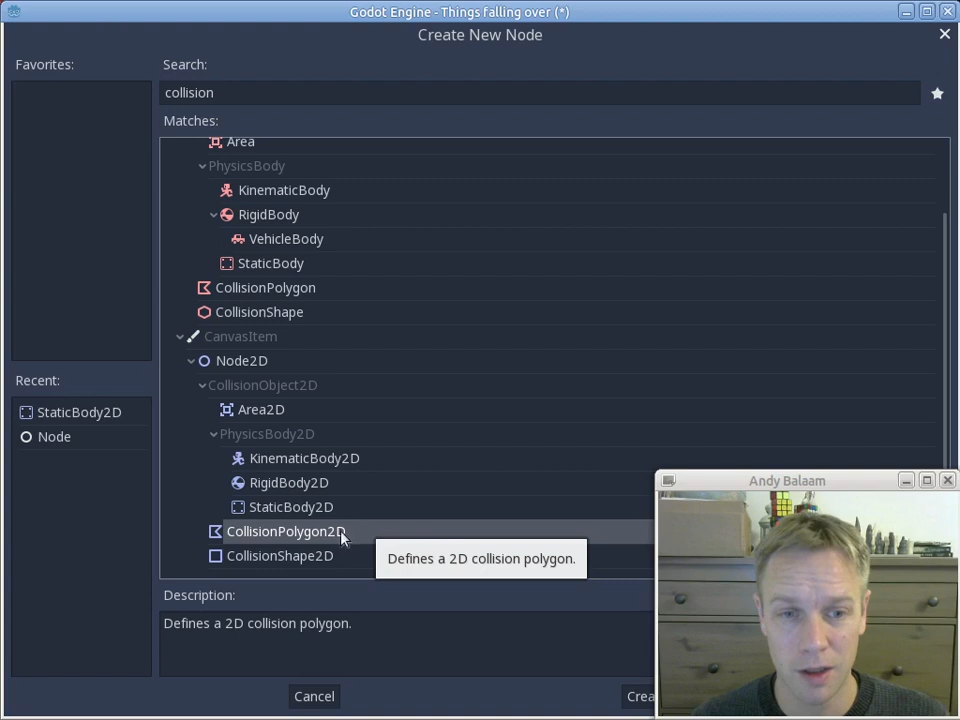 Godot Engine - Things falling over (*)
Create New Node
Favorites:
Search:
collision
Matches:
Area
PhysicsBody
KinematicBody
RigidBody
VehicleBody
StaticBody
CollisionPolygon
CollisionShape
CanvasItem
Node2D
CollisionObject2D
Area2D
PhysicsBody2D
KinematicBody2D
RigidBody2D
StaticBody2D
CollisionPolygon2D
CollisionShape2D
Defines a 2D collision polygon.
Recent:
StaticBody2D
Node
Description:
Defines a 2D collision polygon.
Cancel
Crea
Andy Balaam